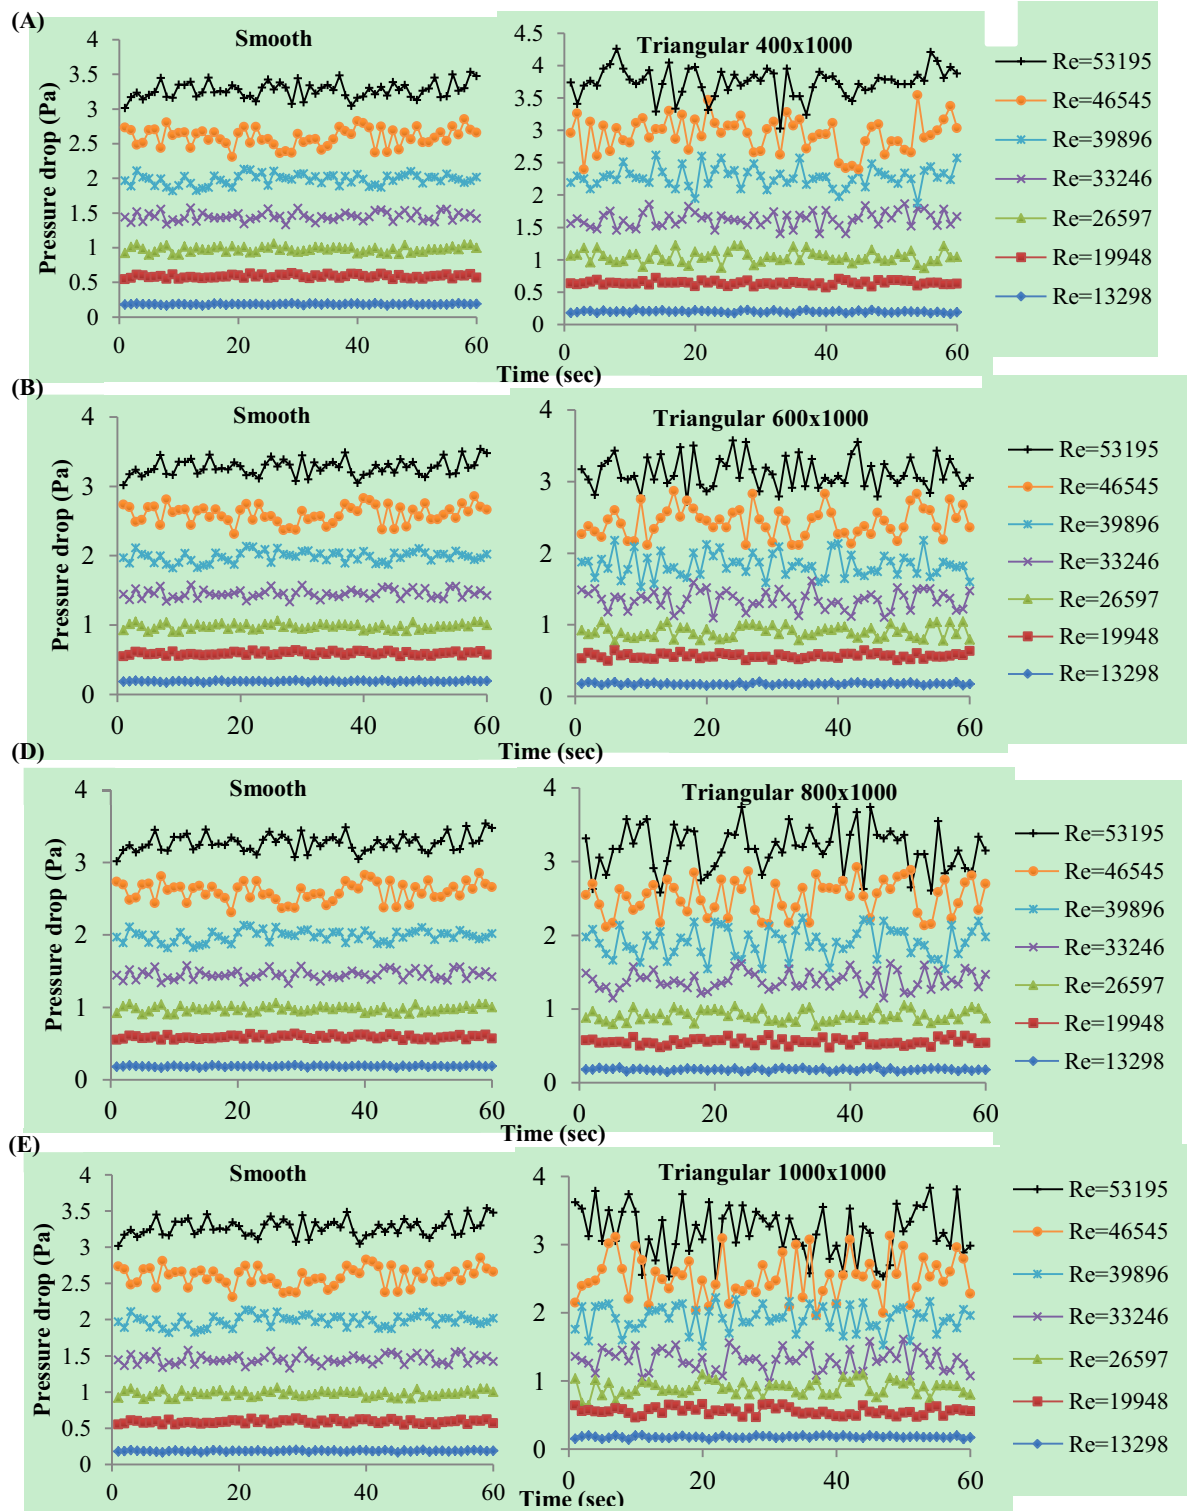 (A)
Smooth
Triangular 400x1000
Pressure drop (Pa)
4
3.5
3
2.5
2
1.5
1
0.5
0
0
20
40
60
4.5
4
3.5
3
2.5
2
1.5
1
0.5
0
0
20
40
60
Re=53195
Re=46545
Re=39896
Re=33246
Re=26597
Re=19948
Re=13298
Time (sec)
(B)
Smooth
Triangular 600x1000
Pressure drop (Pa)
4
3
2
1
0
0
20
40
60
4
3
2
1
0
0
20
40
60
Re=53195
Re=46545
Re=39896
Re=33246
Re=26597
Re=19948
Re=13298
Time (sec)
(D)
Smooth
Triangular 800x1000
Pressure drop (Pa)
4
3
2
1
0
0
20
40
60
4
3
2
1
0
0
20
40
60
Re=53195
Re=46545
Re=39896
Re=33246
Re=26597
Re=19948
Re=13298
Time (sec)
(E)
Smooth
Triangular 1000x1000
Pressure drop (Pa)
4
3.5
3
2.5
2
1.5
1
0.5
0
0
20
40
60
4
3
2
1
0
0
20
40
60
Re=53195
Re=46545
Re=39896
Re=33246
Re=26597
Re=19948
Re=13298
Time (sec)